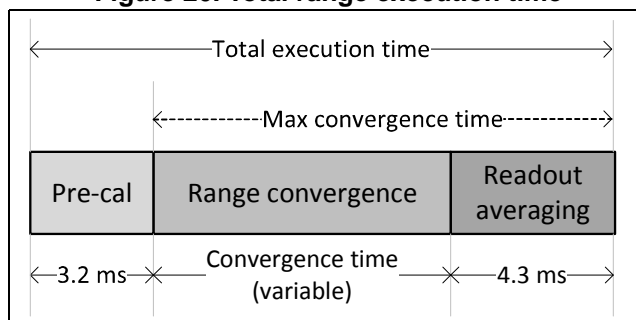 Figure 20. Total range execution time
Total execution time
Max convergence time
Pre-cal
Range convergence
Readout
averaging
3.2 ms
Convergence time
(variable)
4.3 ms